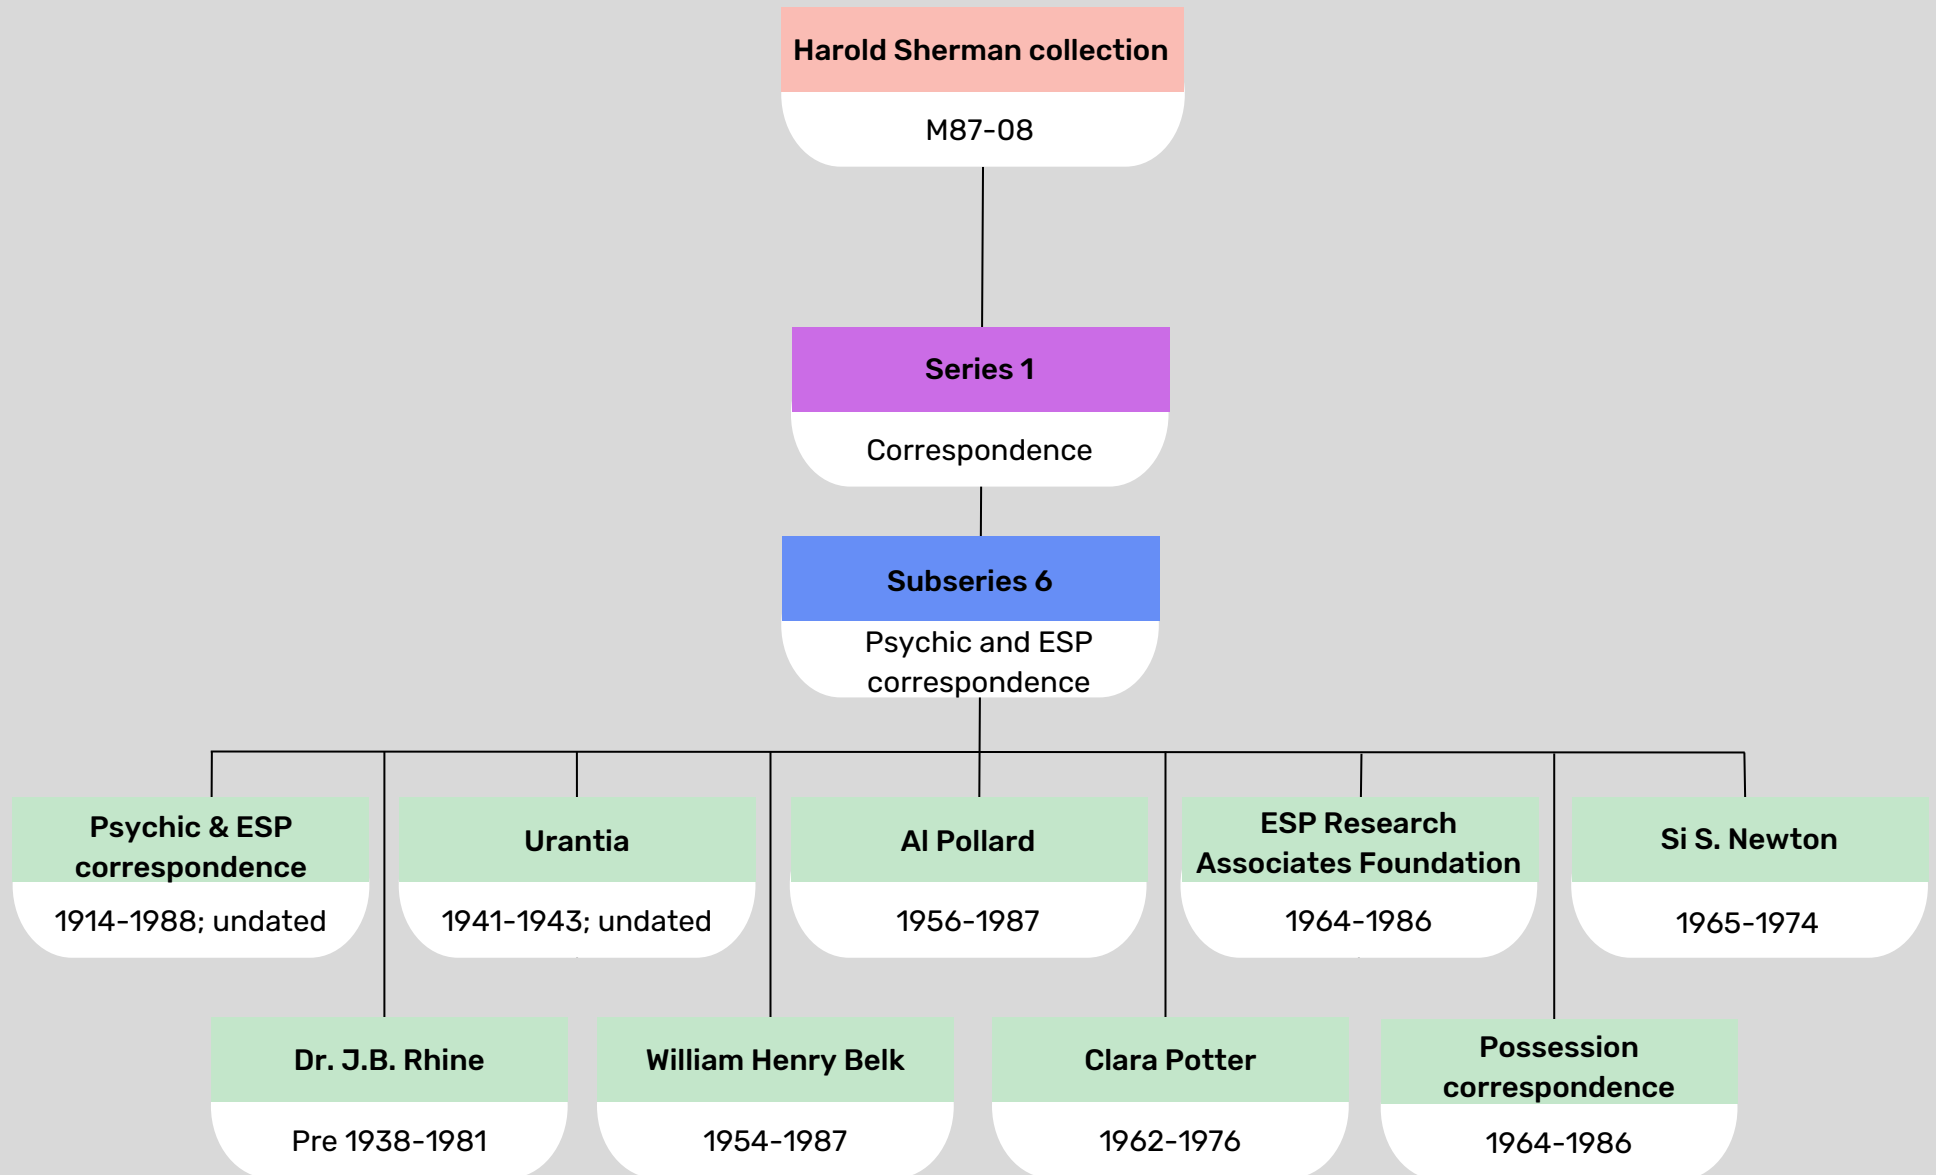 Harold Sherman collection
M87-08
Series 1
Correspondence
Subseries 6
Psychic and ESP
correspondence
Psychic & ESP
correspondence
1914-1988; undated
Urantia
1941-1943; undated
Al Pollard
1956-1987
ESP Research
Associates Foundation
1964-1986
Si S. Newton
1965-1974
Dr. J.B. Rhine
Pre 1938-1981
William Henry Belk
1954-1987
Clara Potter
1962-1976
Possession
correspondence
1964-1986